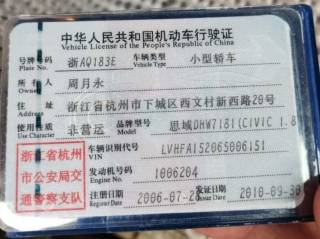 中华人民共和国机动车行驶证
Vehicle License of the People's Republic of China
号牌号码 浙AQ183E 车辆类型 小型轿车
Plate No. Vehicle Type
所有人 周月永
Owner
住址 浙江省杭州市下城区西文村新西路20号
Address
使用性质 非营运 品牌型号 思域DHW7181(CIVIC 1.8
Use Character Model
浙江省杭州市公安局交通警察支队
车辆识别代号 LVHFA152065006151
VIN
发动机号码 1006204
Engine No.
注册日期 2006-07-28 发证日期 2010-09-30
Register Date Issue Date